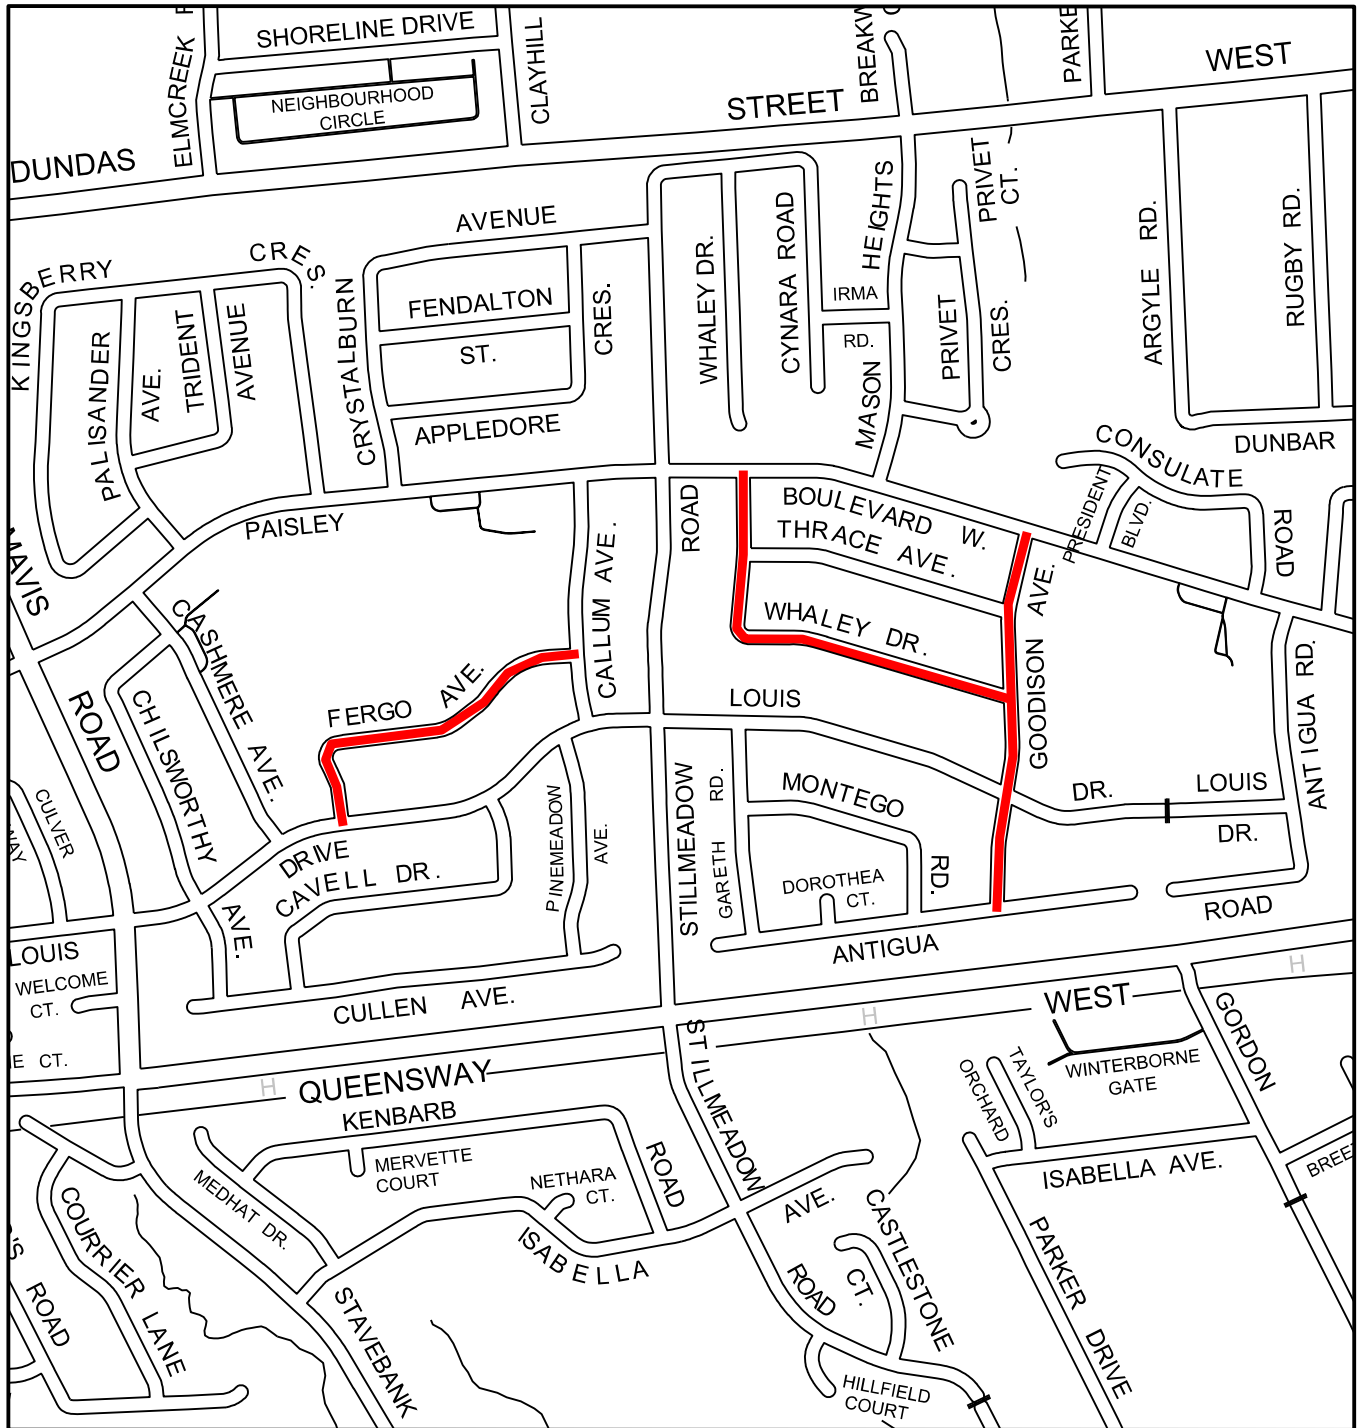 SHORELINE DRIVE
ELMCREEK
CLAYHILL
BREAKW
PARKE
WEST
NEIGHBOURHOOD
CIRCLE
STREET
DUNDAS
PRIVET
CT.
HEIGHTS
AVENUE
CYNARA ROAD
WHALEY DR.
ARGYLE RD.
RUGBY RD.
KINGSBERRY
CRES.
FENDALTON
ST.
CRES.
IRMA
RD.
PRIVET
CRES.
CRYSTALBURN
PALISANDER
AVE.
TRIDENT
AVENUE
APPLEDORE
MASON
CONSULATE
DUNBAR
PRESIDENT
BLVD.
ROAD
PAISLEY
ROAD
BOULEVARD W.
THRACE AVE.
MAVIS
ROAD
CALLUM AVE.
WHALEY DR.
GOODISON AVE.
CASHMERE AVE.
CHILSWORTHY
AVE.
FERGO AVE.
LOUIS
DR.
LOUIS
DR.
ANTIGUA RD.
MONTEGO
RD.
CULVER
WAY
PINEMEADOW
AVE.
STILLMEADOW
GARETH RD.
DRIVE
CAVELL DR.
DOROTHEA
CT.
ROAD
ANTIGUA
LOUIS
WELCOME
CT.
E CT.
CULLEN AVE.
WEST
H
H
H
QUEENSWAY
KENBARB
ROAD
MERVETTE
COURT
NETHARA
CT.
STILLMEADOW
ROAD
TAYLOR'S
ORCHARD
WINTERBORNE
GATE
GORDON
ISABELLA AVE.
BREE
MEDHAT DR.
COURRIER LANE
'S ROAD
ISABELLA
AVE.
CASTLESTONE
CT.
PARKER DRIVE
STAVEBANK
HILLFIELD
COURT